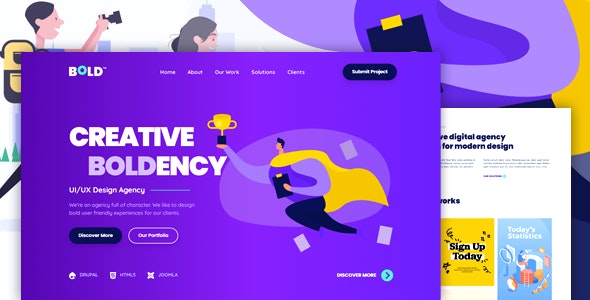 BOLD™
Home About Our Work Solutions Clients
Submit Project
CREATIVE
BOLDENCY
UI/UX Design Agency
We're an agency full of character. We like to design
bold user friendly experiences for our clients.
Discover More
Our Portfolio
DRUPAL
HTML5
JOOMLA
DISCOVER MORE
ve digital agency
for modern design
works
Sign Up
Today
Today's
Statistics